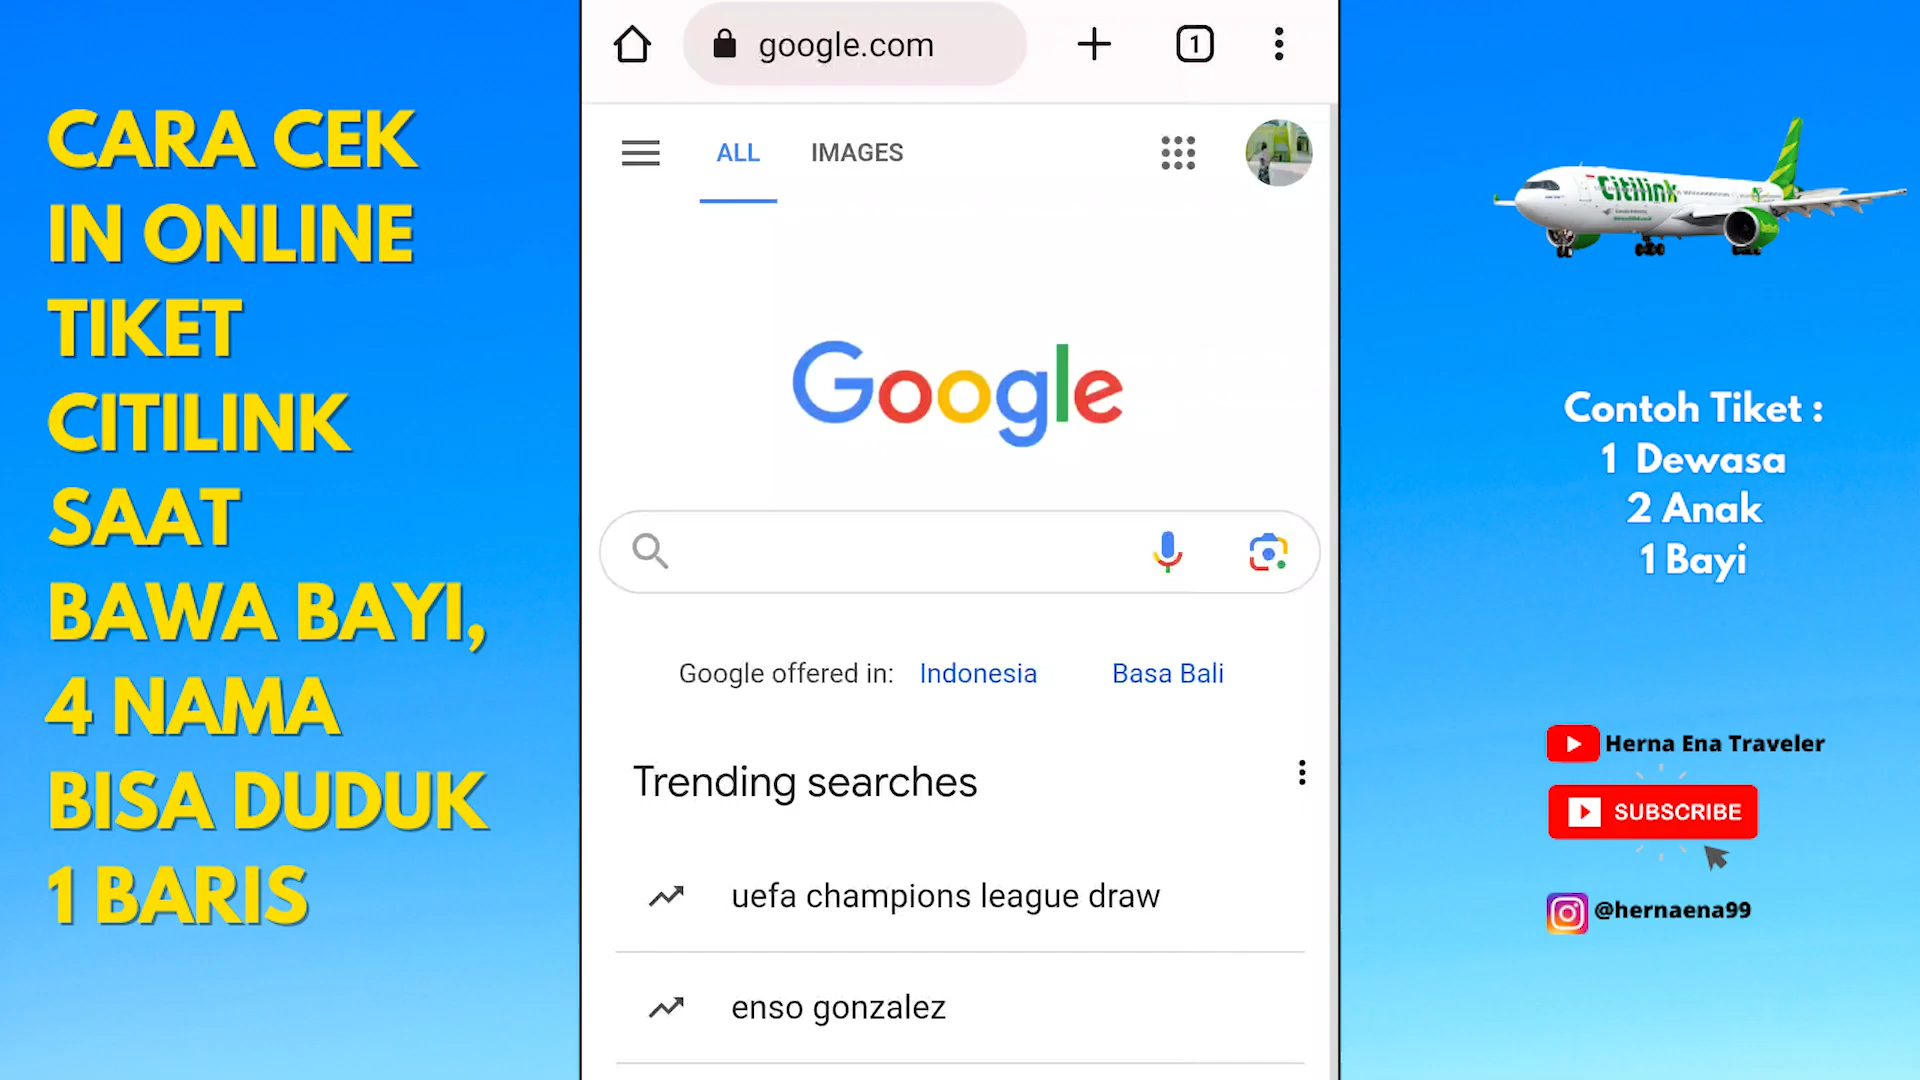 CARA CEK
IN ONLINE
TIKET
CITILINK
SAAT
BAWA BAYI,
4 NAMA
BISA DUDUK
1 BARIS
google.com
1
ALL
IMAGES
Google
Google offered in:
Indonesia
Basa Bali
Trending searches
uefa champions league draw
enso gonzalez
Citilink
Contoh Tiket :
1 Dewasa
2 Anak
1 Bayi
Herna Ena Traveler
SUBSCRIBE
@hernaena99